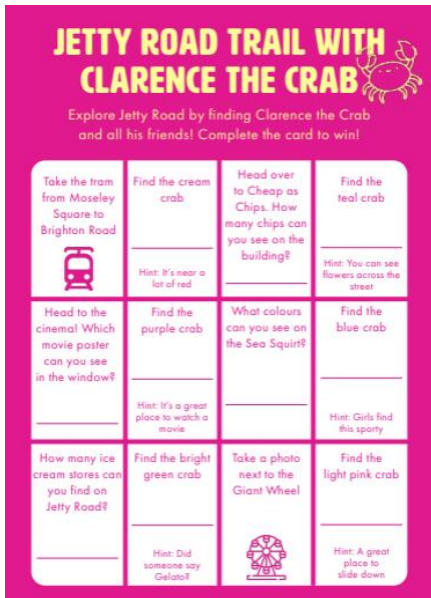 JETTY ROAD TRAIL WITH
CLARENCE THE CRAB
Explore Jetty Road by finding Clarence the Crab
and all his friends! Complete the card to win!
Take the tram
from Moseley
Square to
Brighton Road
Find the cream
crab
Hint: It's near a
lot of red
Head over
to Cheap as
Chips. How
many chips can
you see on the
building?
Find the
teal crab
Hint: You can see
flowers across the
street
Head to the
cinema! Which
movie poster
can you see
in the window?
Find the
purple crab
Hint: It's a great
place to watch a
movie
What colours
can you see on
the Sea Squirt?
Find the
blue crab
Hint: Girls find
this sporty
How many ice
cream stores can
you find on
Jetty Road?
Find the bright
green crab
Hint: Did
someone say
Gelato?
Take a photo
next to the
Giant Wheel
Find the
light pink crab
Hint: A great
place to
slide down